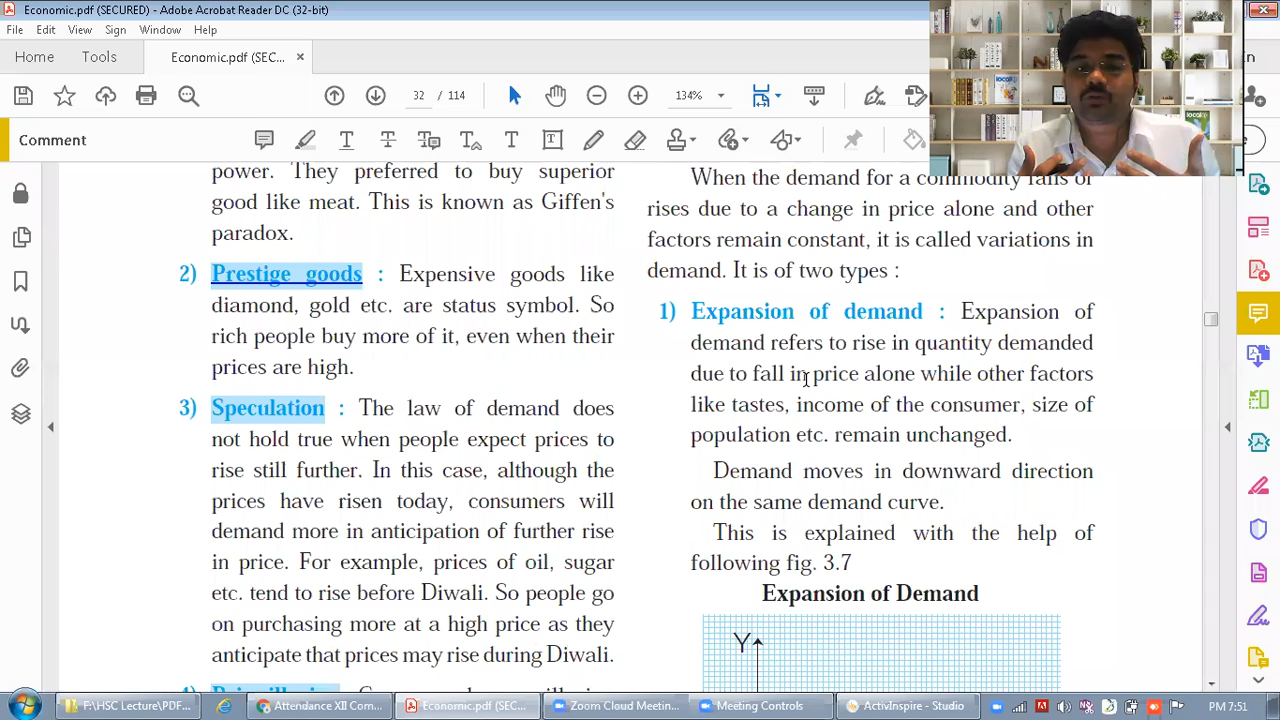 Economic.pdf (SECURED) - Adobe Acrobat Reader DC (32-bit)
File Edit View Sign Window Help
Home Tools Economic.pdf (SEC... ×
32 / 114 134%
Comment
power. They preferred to buy superior
good like meat. This is known as Giffen's
paradox.
2) Prestige goods : Expensive goods like
diamond, gold etc. are status symbol. So
rich people buy more of it, even when their
prices are high.
3) Speculation : The law of demand does
not hold true when people expect prices to
rise still further. In this case, although the
prices have risen today, consumers will
demand more in anticipation of further rise
in price. For example, prices of oil, sugar
etc. tend to rise before Diwali. So people go
on purchasing more at a high price as they
anticipate that prices may rise during Diwali.
When the demand for a commodity falls or
rises due to a change in price alone and other
factors remain constant, it is called variations in
demand. It is of two types :
1) Expansion of demand : Expansion of
demand refers to rise in quantity demanded
due to fall in price alone while other factors
like tastes, income of the consumer, size of
population etc. remain unchanged.
Demand moves in downward direction
on the same demand curve.
This is explained with the help of
following fig. 3.7
Expansion of Demand
Y
F:\HSC Lecture\PDF... Attendance XII Com... Economic.pdf (SEC... Zoom Cloud Meetin... Meeting Controls ActivInspire - Studio PM 7:51